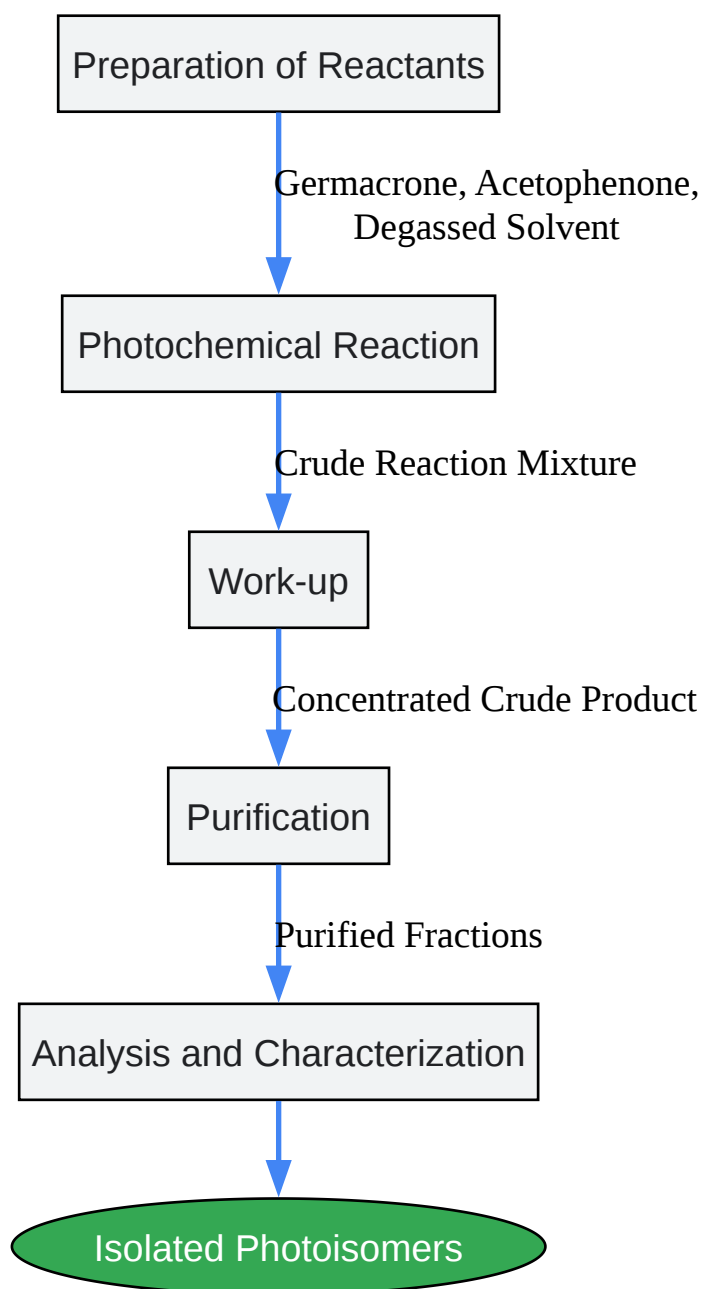 Preparation of Reactants
Germacrone, Acetophenone,
Degassed Solvent
Photochemical Reaction
Crude Reaction Mixture
Work-up
Concentrated Crude Product
Purification
Purified Fractions
Analysis and Characterization
Isolated Photoisomers